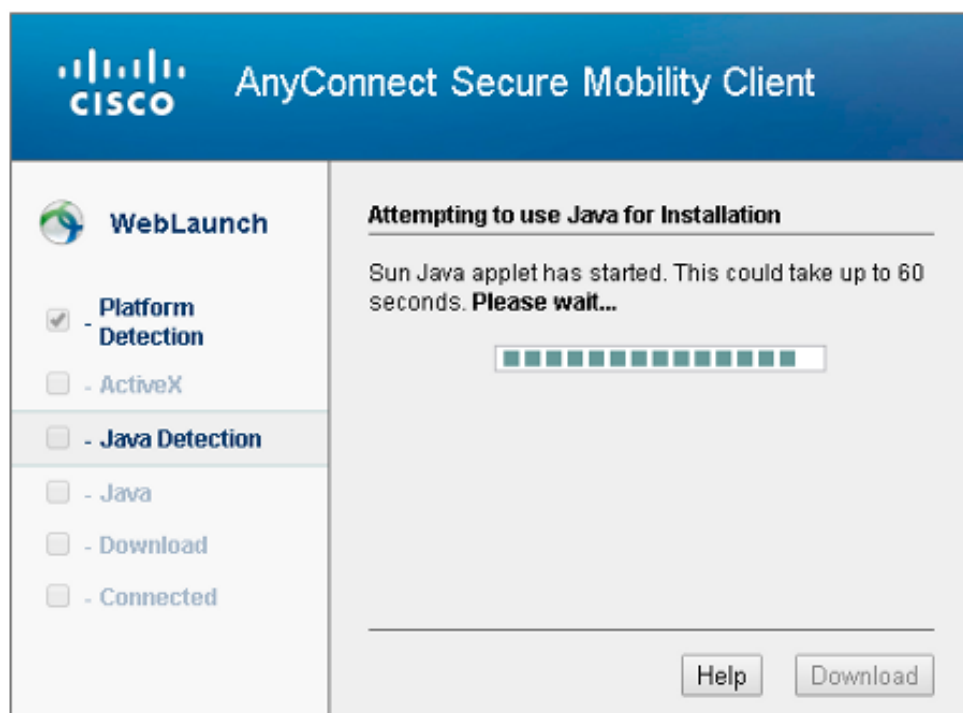 CISCO
AnyConnect Secure Mobility Client
WebLaunch
- Platform
Detection
- ActiveX
- Java Detection
- Java
- Download
- Connected
Attempting to use Java for Installation
Sun Java applet has started. This could take up to 60
seconds. Please wait...
Help
Download